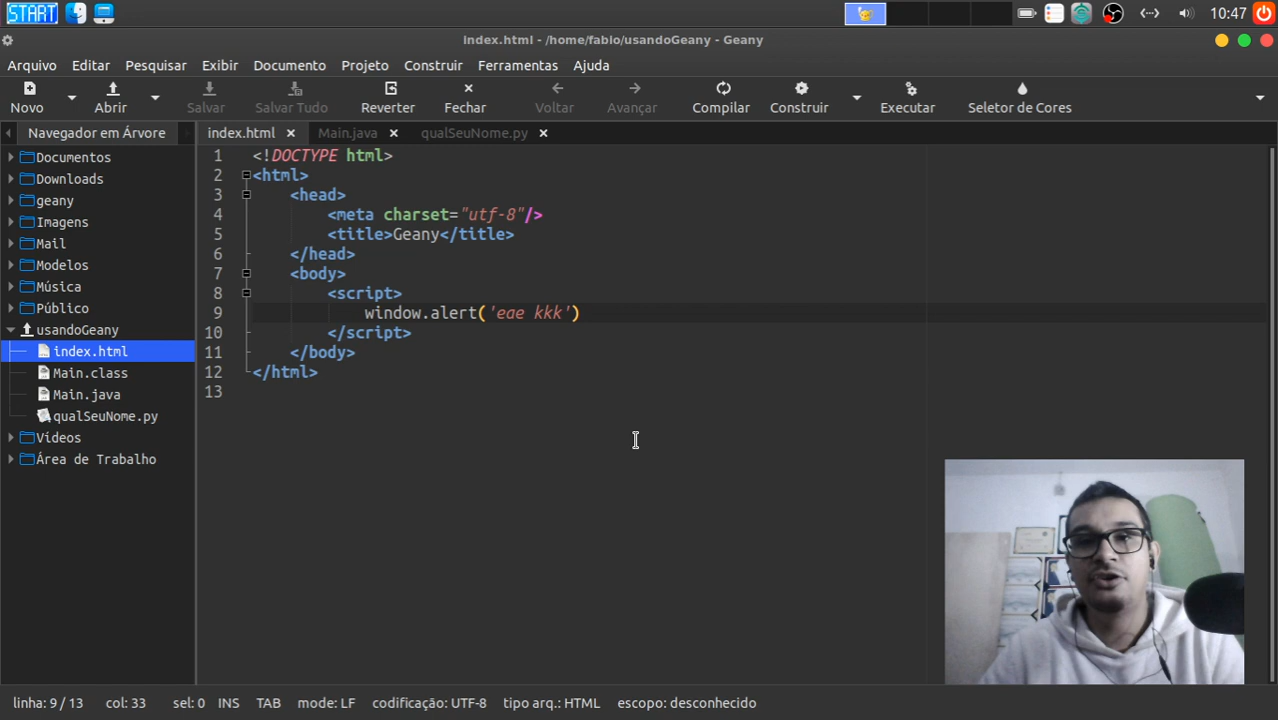 START
10:47
index.html - /home/fabio/usandoGeany - Geany
Arquivo Editar Pesquisar Exibir Documento Projeto Construir Ferramentas Ajuda
Novo Abrir Salvar Salvar Tudo Reverter Fechar Voltar Avançar Compilar Construir Executar Seletor de Cores
Navegador em Árvore
index.html
Main.java
qualSeuNome.py
Documentos
Downloads
geany
Imagens
Mail
Modelos
Música
Público
usandoGeany
index.html
Main.class
Main.java
qualSeuNome.py
Vídeos
Área de Trabalho
1 <!DOCTYPE html>
2 <html>
3 <head>
4 <meta charset="utf-8"/>
5 <title>Geany</title>
6 </head>
7 <body>
8 <script>
9 window.alert('eae kkk')
10 </script>
11 </body>
12 </html>
13
linha: 9 / 13 col: 33 sel: 0 INS TAB mode: LF codificação: UTF-8 tipo arq.: HTML escopo: desconhecido